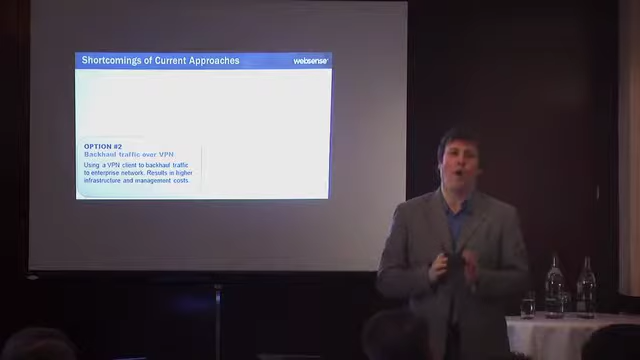 Shortcomings of Current Approaches
websense
OPTION #2
Backhaul traffic over VPN
Using a VPN client to backhaul traffic
to enterprise network. Results in higher
infrastructure and management costs.